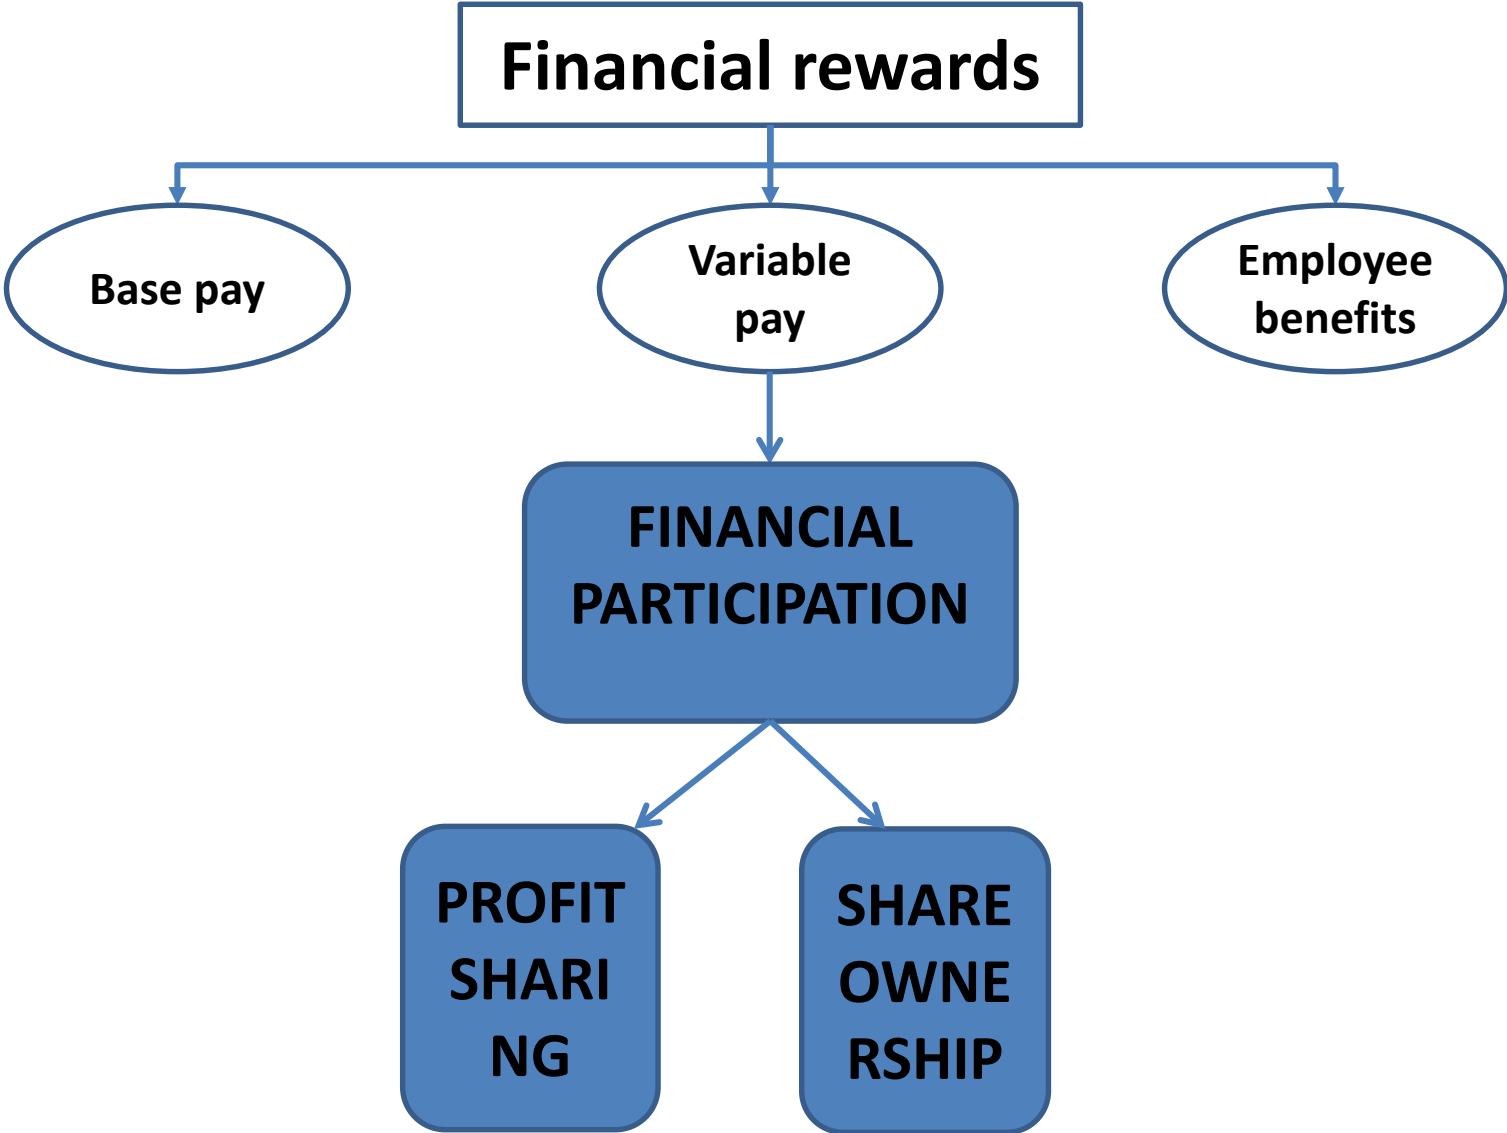 Financial rewards
Base pay
Variable
pay
Employee
benefits
FINANCIAL
PARTICIPATION
PROFIT
SHARI
NG
SHARE
OWNE
RSHIP